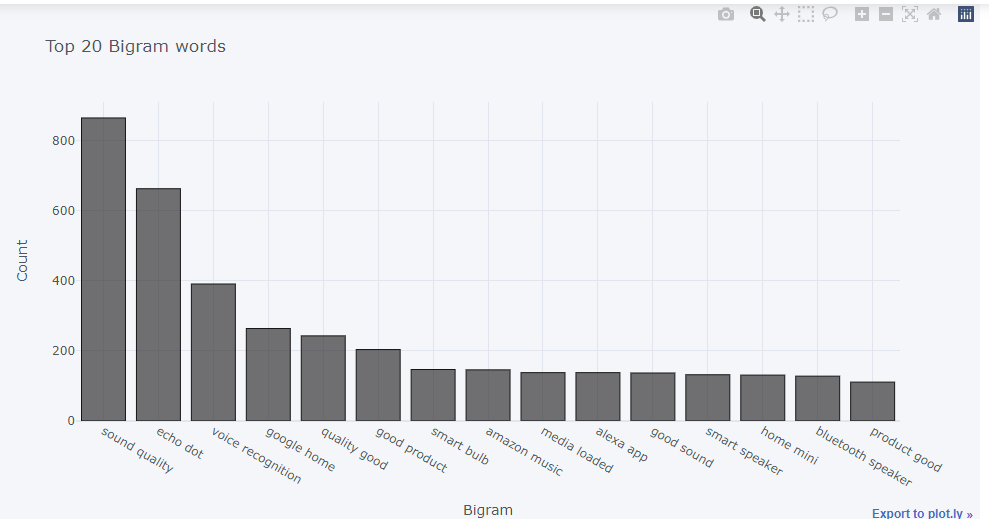 Top 20 Bigram words
800
600
400
200
0
Count
sound quality
echo dot
voice recognition
google home
quality good
good product
smart bulb
amazon music
media loaded
alexa app
good sound
smart speaker
home mini
bluetooth speaker
product good
Bigram
Export to plot.ly »